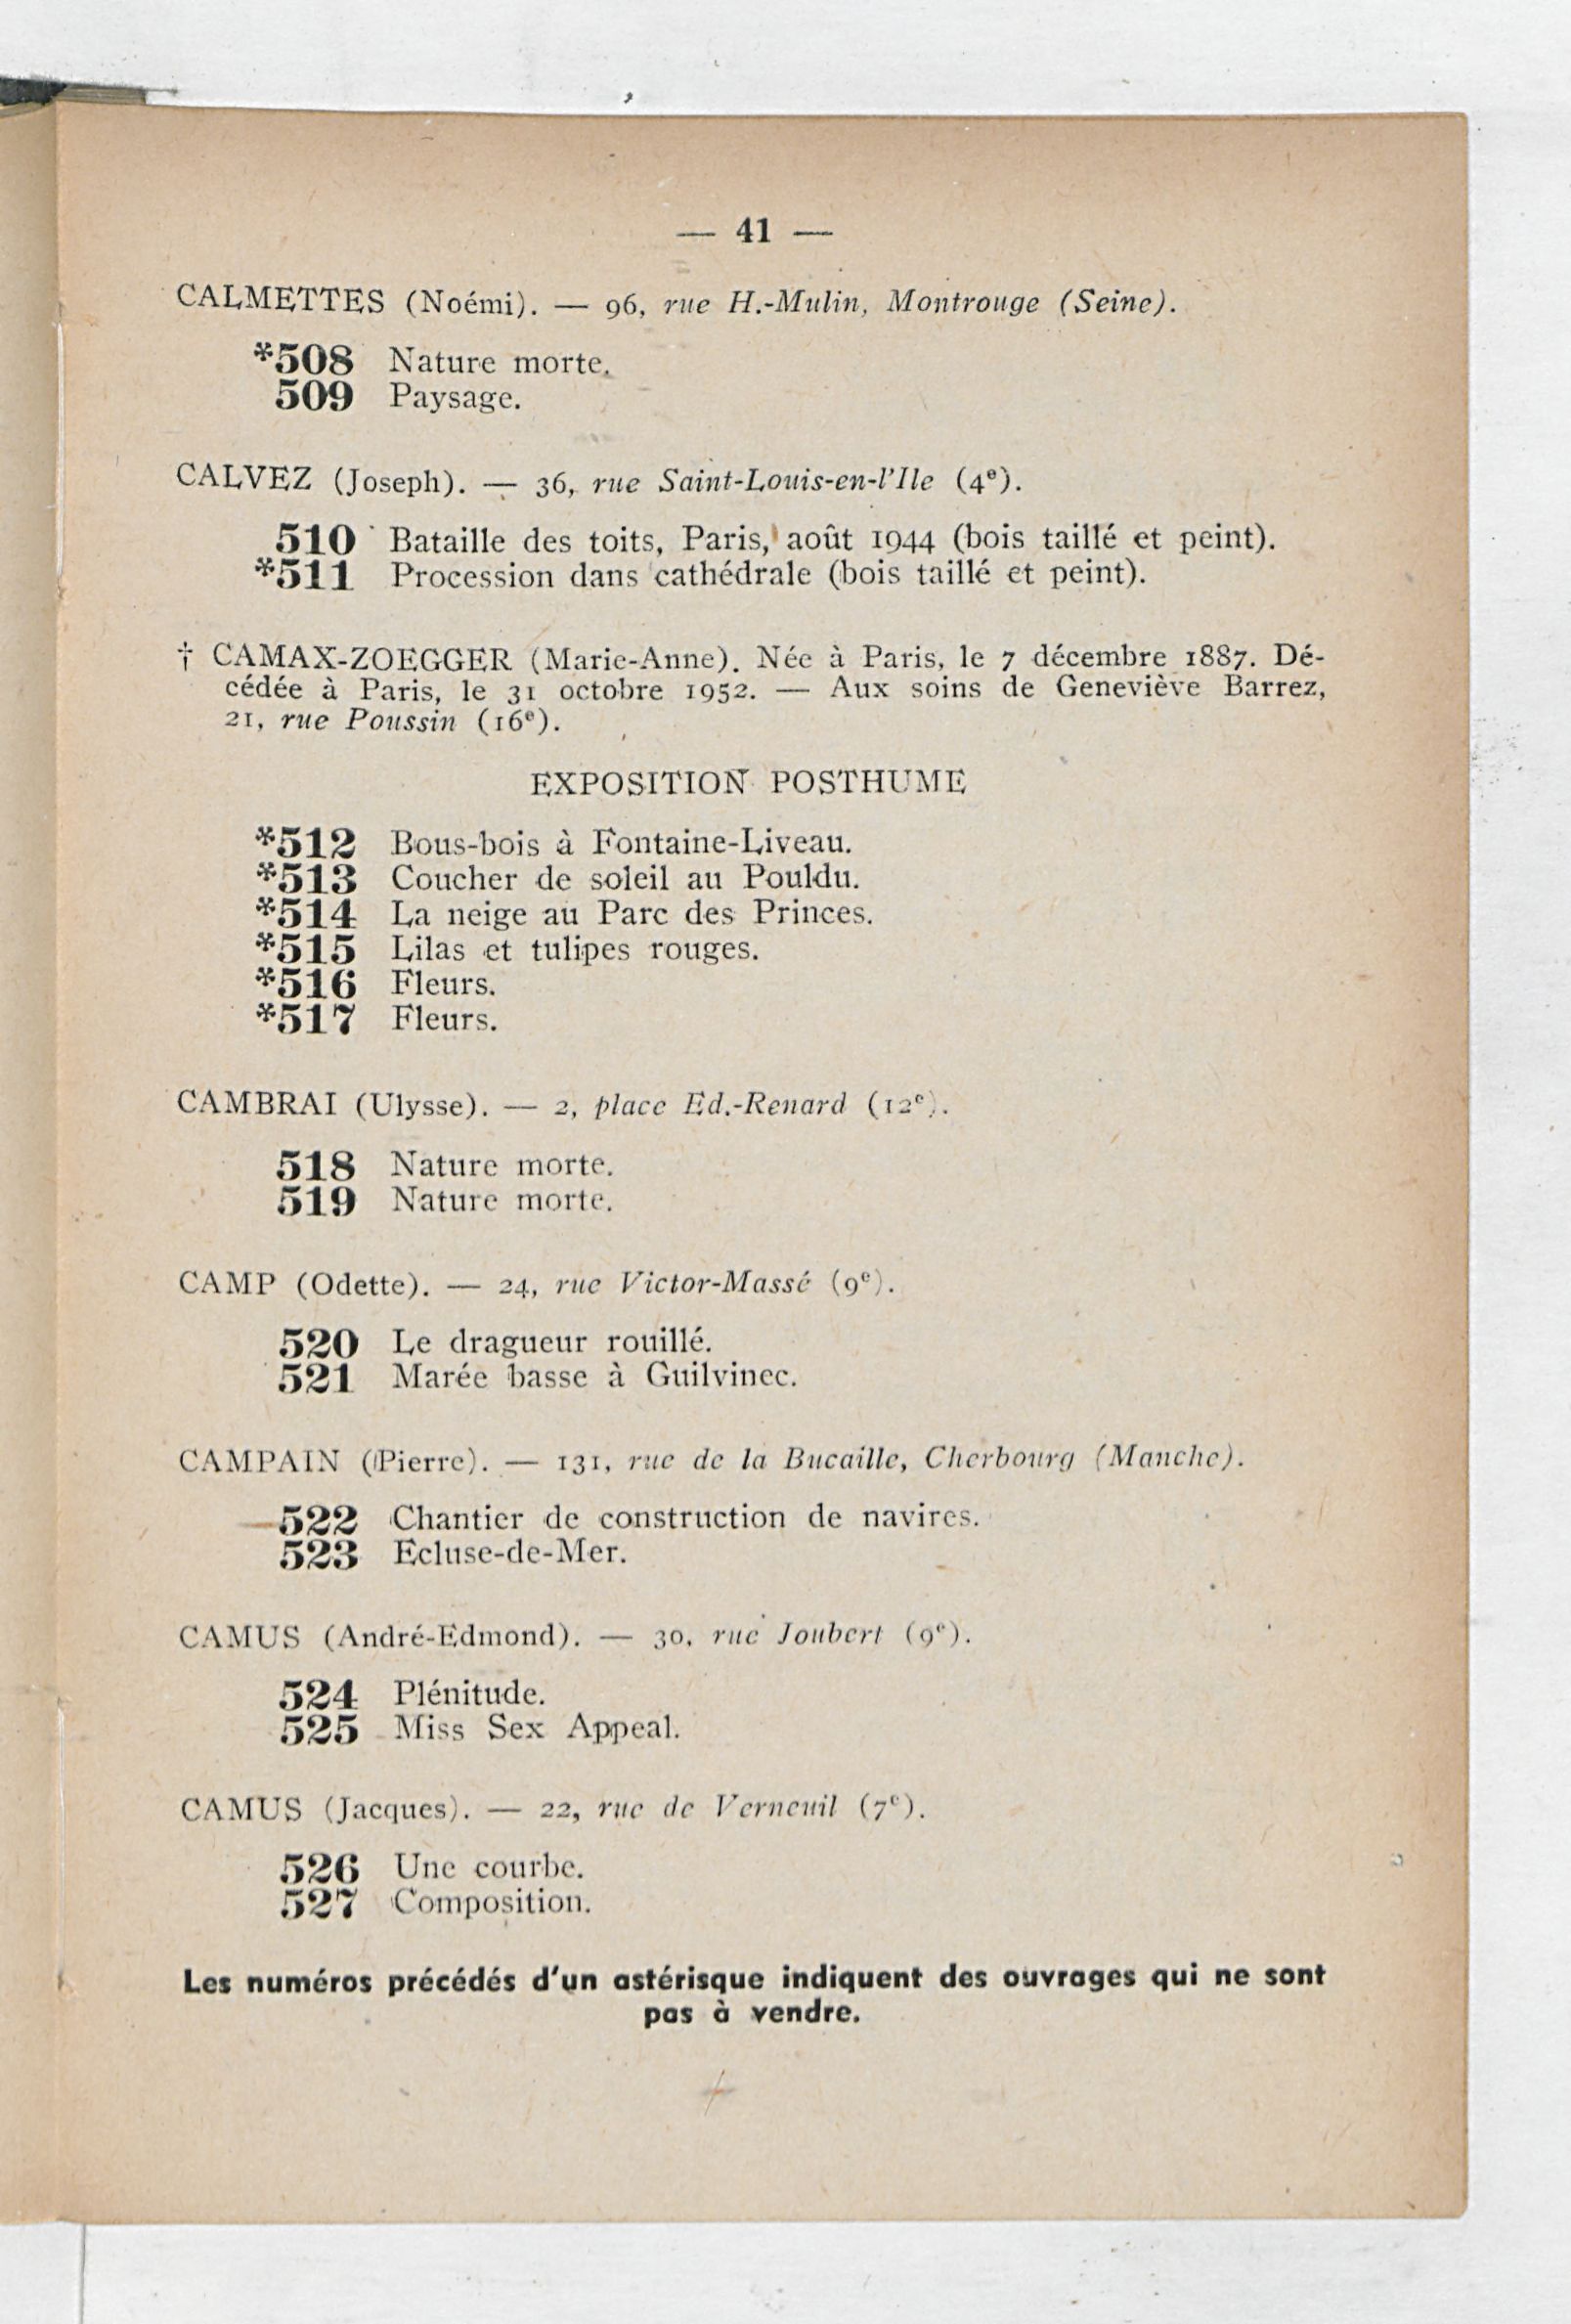 — 41 —
CALMETTES (Noémi). — 96, rue H.-Mulin, Montrouge (Seine).
*508 Nature morte.
509 Paysage.
CALVEZ (Joseph). — 36, rue Saint-Louis-en-l'Ile (4e).
510 Bataille des toits, Paris, août 1944 (bois taillé et peint).
*511 Procession dans cathédrale (bois taillé et peint).
† CAMAX-ZOEGGER (Marie-Anne). Née à Paris, le 7 décembre 1887. Dé-
cédée à Paris, le 31 octobre 1952. — Aux soins de Geneviève Barrez,
21, rue Poussin (16e).
EXPOSITION POSTHUME
*512 Bous-bois à Fontaine-Liveau.
*513 Coucher de soleil au Pouldu.
*514 La neige au Parc des Princes.
*515 Lilas et tulipes rouges.
*516 Fleurs.
*517 Fleurs.
CAMBRAI (Ulysse). — 2, place Ed.-Renard (12e).
518 Nature morte.
519 Nature morte.
CAMP (Odette). — 24, rue Victor-Massé (9e).
520 Le dragueur rouillé.
521 Marée basse à Guilvinec.
CAMPAIN (Pierre). — 131, rue de la Bucaille, Cherbourg (Manche).
522 Chantier de construction de navires.
523 Ecluse-de-Mer.
CAMUS (André-Edmond). — 30, rue Joubert (9e).
524 Plénitude.
525 Miss Sex Appeal.
CAMUS (Jacques). — 22, rue de Verneuil (7e).
526 Une courbe.
527 Composition.
Les numéros précédés d'un astérisque indiquent des ouvrages qui ne sont
pas à vendre.